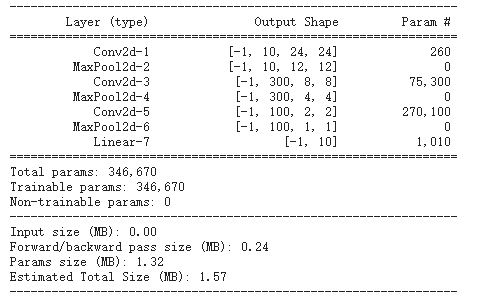 ----------------------------------------------------------------
Layer (type) Output Shape Param #
================================================================
Conv2d-1 [-1, 10, 24, 24] 260
MaxPool2d-2 [-1, 10, 12, 12] 0
Conv2d-3 [-1, 300, 8, 8] 75,300
MaxPool2d-4 [-1, 300, 4, 4] 0
Conv2d-5 [-1, 100, 2, 2] 270,100
MaxPool2d-6 [-1, 100, 1, 1] 0
Linear-7 [-1, 10] 1,010
================================================================
Total params: 346,670
Trainable params: 346,670
Non-trainable params: 0
----------------------------------------------------------------
Input size (MB): 0.00
Forward/backward pass size (MB): 0.24
Params size (MB): 1.32
Estimated Total Size (MB): 1.57
----------------------------------------------------------------